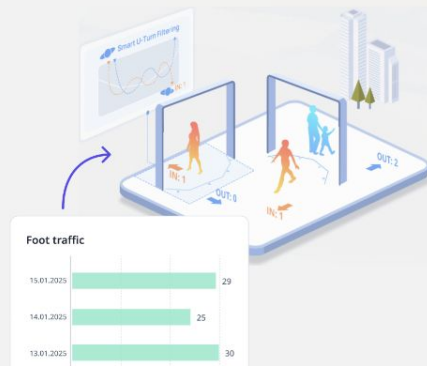 Smart U-Turn Filtering
IN: 1
IN: 1
OUT: 0
IN: 1
OUT: 2
Foot traffic
15.01.2025
29
14.01.2025
25
13.01.2025
30